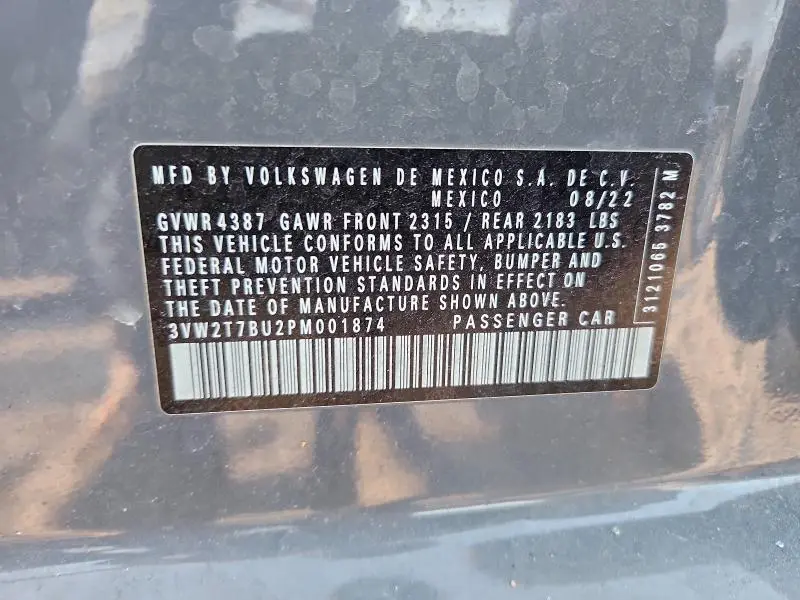 MFD BY VOLKSWAGEN DE MEXICO S.A. DE C.V.
MEXICO 08/22
GVWR 4387 GAWR FRONT 2315 / REAR 2183 LBS
THIS VEHICLE CONFORMS TO ALL APPLICABLE U.S.
FEDERAL MOTOR VEHICLE SAFETY, BUMPER AND
THEFT PREVENTION STANDARDS IN EFFECT ON
THE DATE OF MANUFACTURE SHOWN ABOVE.
3VW2T7BU2PM001874 PASSENGER CAR
3121065 3782 M